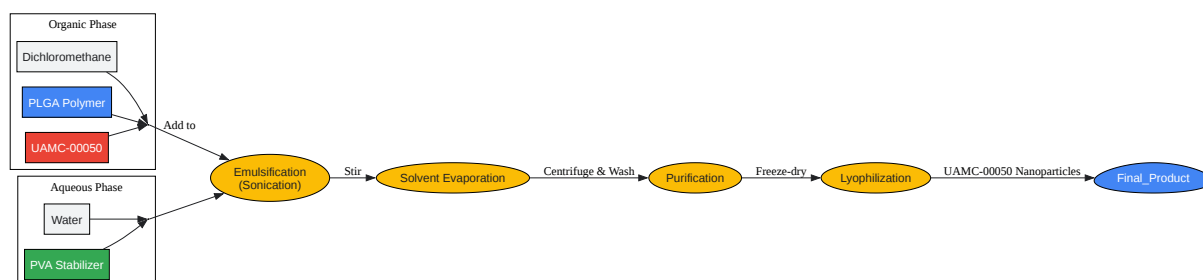 Organic Phase
Dichloromethane
PLGA Polymer
UAMC-00050
Add to
Aqueous Phase
Water
PVA Stabilizer
Emulsification
(Sonication)
Stir
Solvent Evaporation
Centrifuge & Wash
Purification
Freeze-dry
Lyophilization
UAMC-00050 Nanoparticles
Final_Product